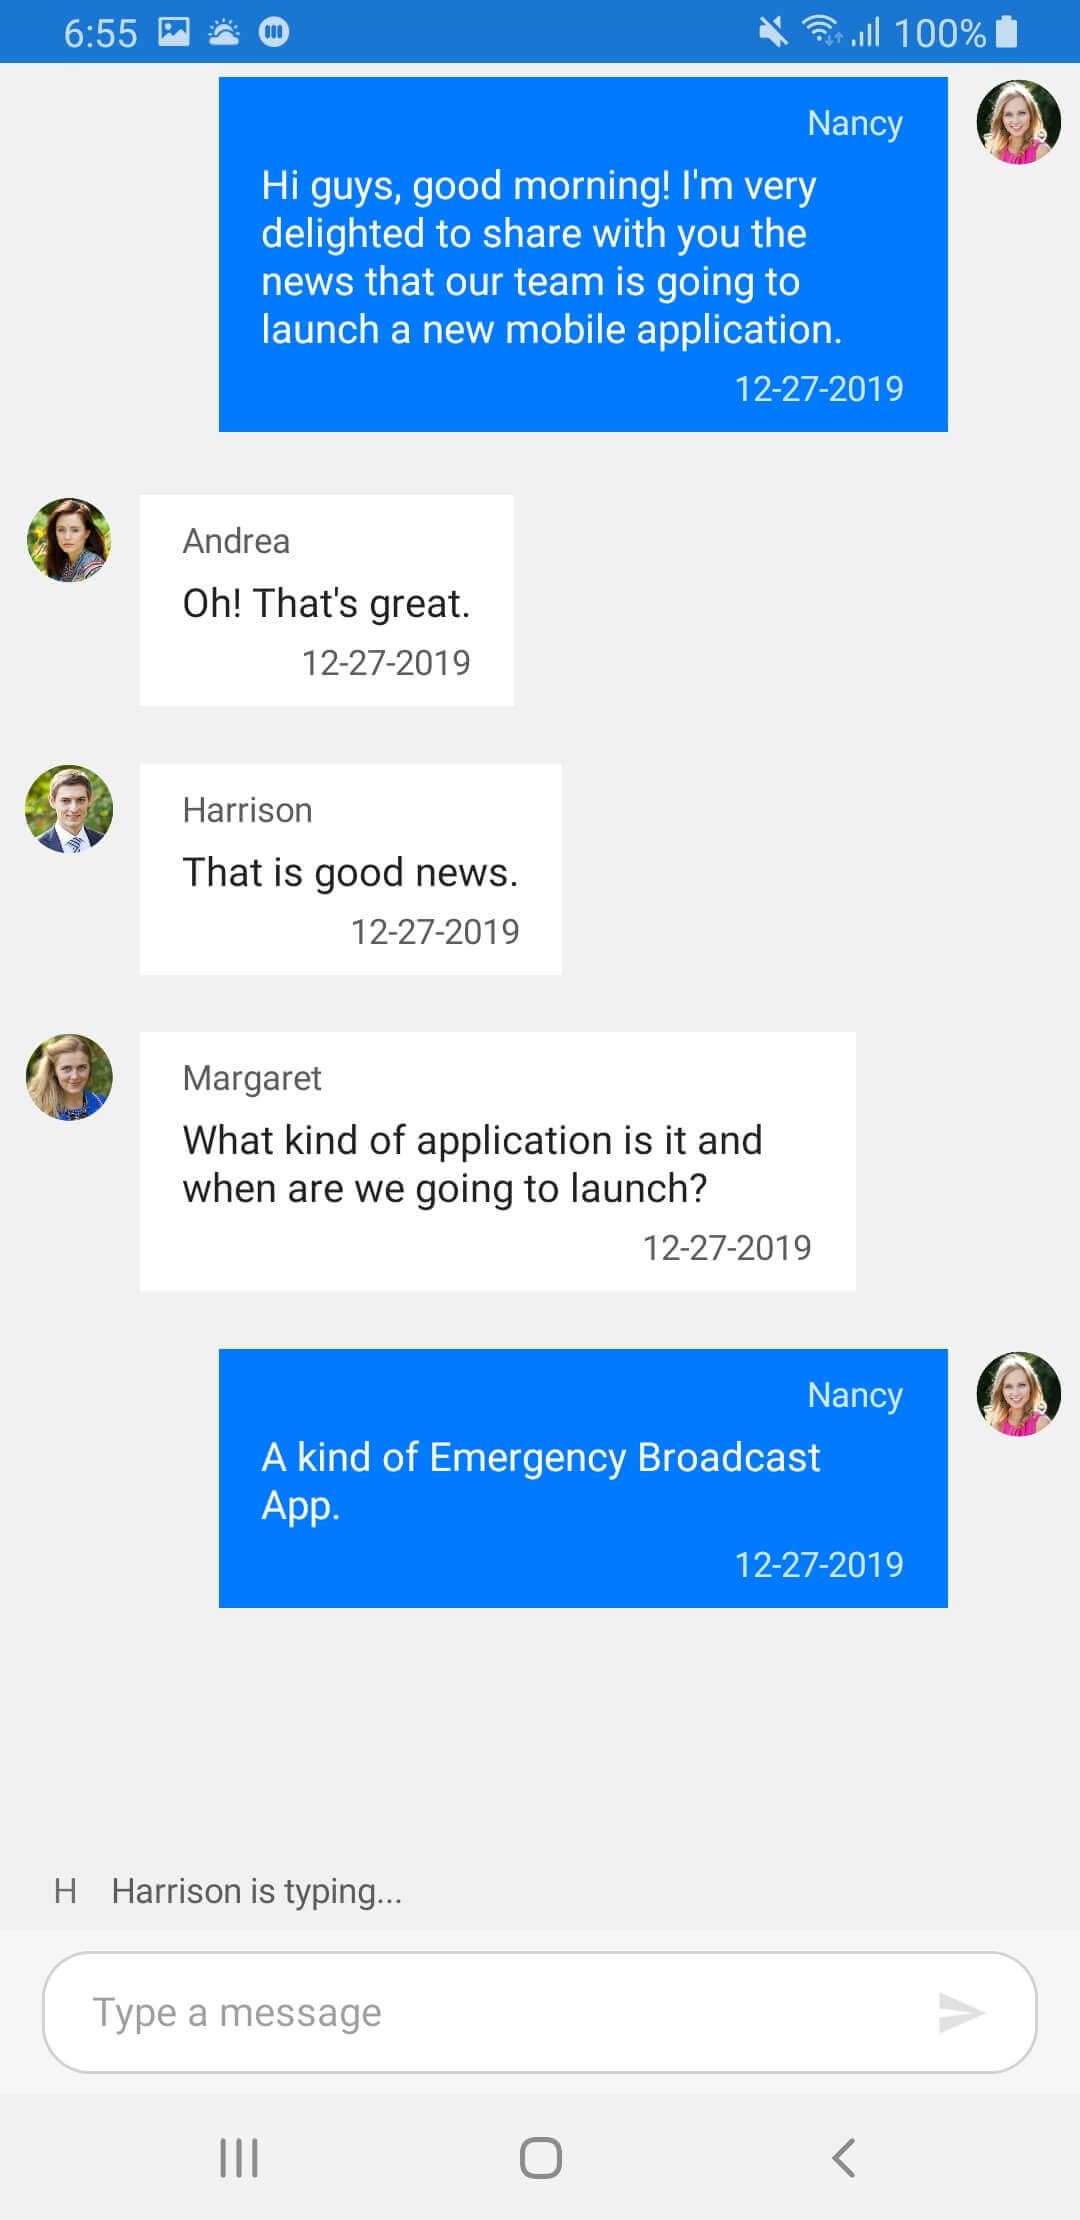 6:55 100%
Nancy
Hi guys, good morning! I'm very
delighted to share with you the
news that our team is going to
launch a new mobile application.
12-27-2019
Andrea
Oh! That's great.
12-27-2019
Harrison
That is good news.
12-27-2019
Margaret
What kind of application is it and
when are we going to launch?
12-27-2019
Nancy
A kind of Emergency Broadcast
App.
12-27-2019
H Harrison is typing...
Type a message